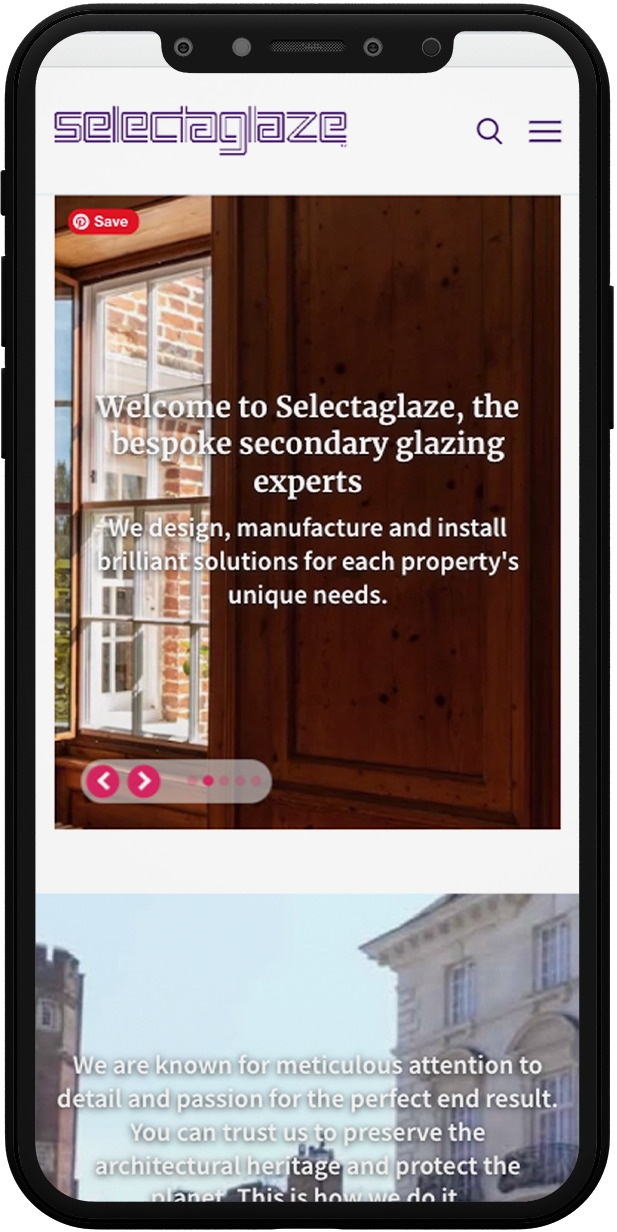 selectaglaze
Save
Welcome to Selectaglaze, the
bespoke secondary glazing
experts
We design, manufacture and install
brilliant solutions for each property's
unique needs.
We are known for meticulous attention to
detail and passion for the perfect end result.
You can trust us to preserve the
architectural heritage and protect the
planet. This is how we do it